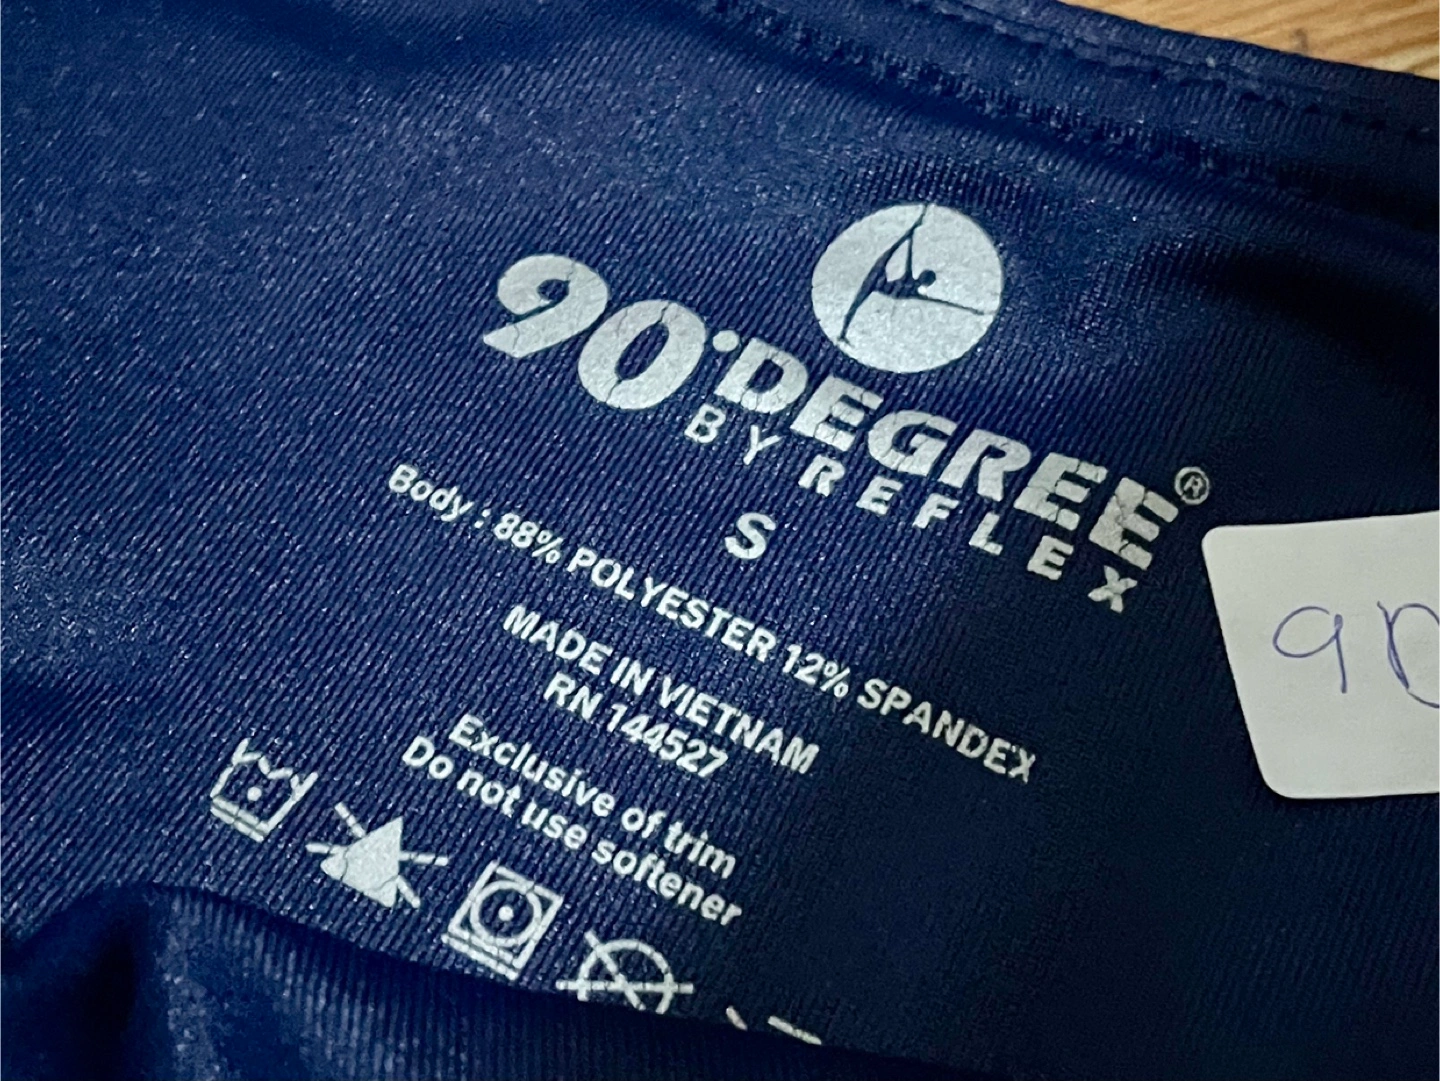 90°DEGREE®
BY REFLEX
S
Body : 88% POLYESTER 12% SPANDEX
MADE IN VIETNAM
RN 144527
Exclusive of trim
Do not use softener